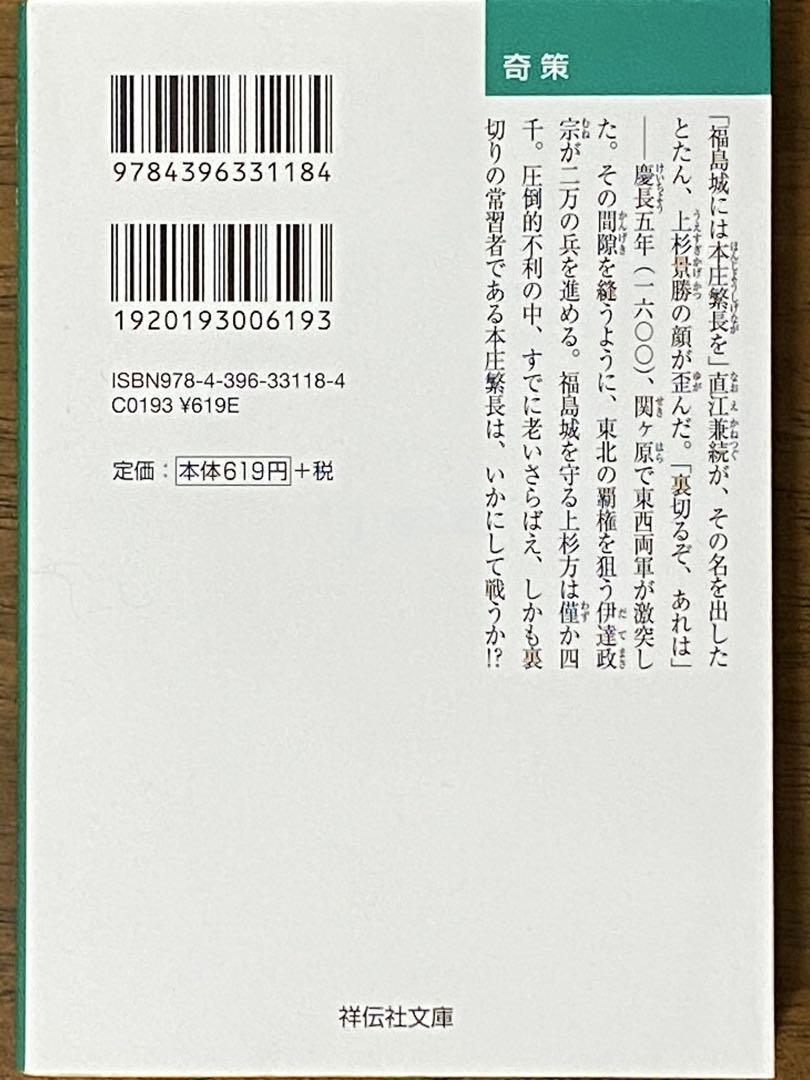 奇策
「福島城には本庄繁長を」直江兼続が、その名を出した
とたん、上杉景勝の顔が歪んだ。「裏切るぞ、あれは」
――慶長五年（一六〇〇）、関ヶ原で東西両軍が激突し
た。その間隙を縫うように、東北の覇権を狙う伊達政
宗が二万の兵を進める。福島城を守る上杉方は僅か四
千。圧倒的不利の中、すでに老いさらばえ、しかも裏
切りの常習者である本庄繁長は、いかにして戦うか!?
9784396331184
1920193006193
ISBN978-4-396-33118-4
C0193 ¥619E
定価：本体619円+税
祥伝社文庫